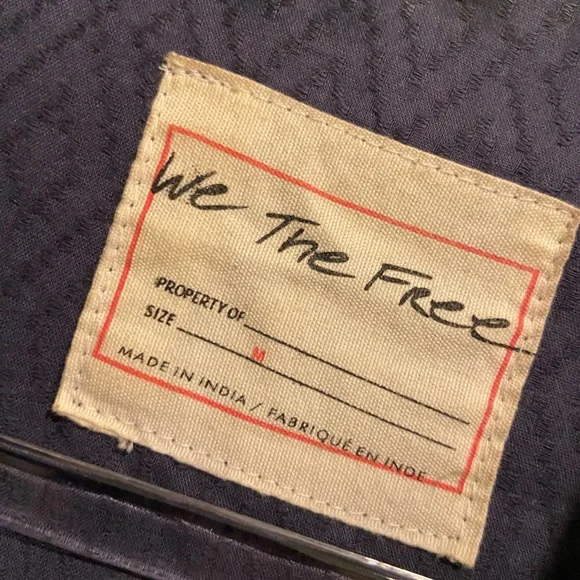 We The Free
PROPERTY OF
SIZE M
MADE IN INDIA / FABRIQUÉ EN INDE